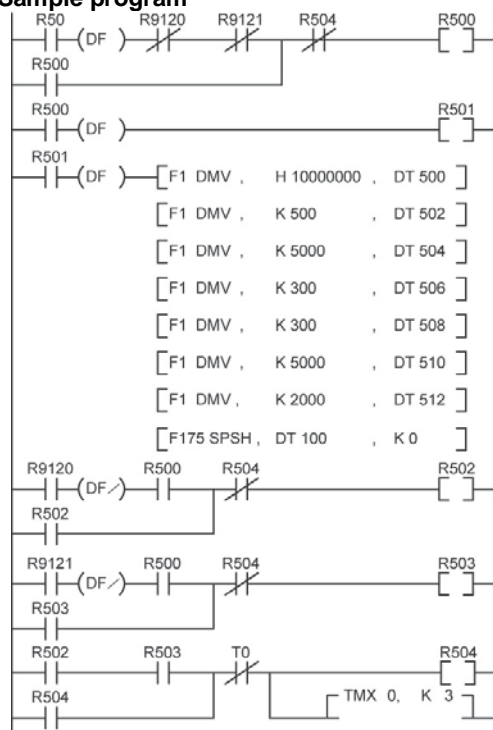 Sample program
R50 R9120 R9121 R504 R500
(DF )
R500
R500 R501
(DF )
R501
(DF ) F1 DMV , H 10000000 , DT 500
F1 DMV , K 500 , DT 502
F1 DMV , K 5000 , DT 504
F1 DMV , K 300 , DT 506
F1 DMV , K 300 , DT 508
F1 DMV , K 5000 , DT 510
F1 DMV , K 2000 , DT 512
F175 SPSH , DT 100 , K 0
R9120 R500 R504 R502
(DF/)
R502
R9121 R500 R504 R503
(DF/)
R503
R502 R503 T0 R504
R504 TMX 0, K 3